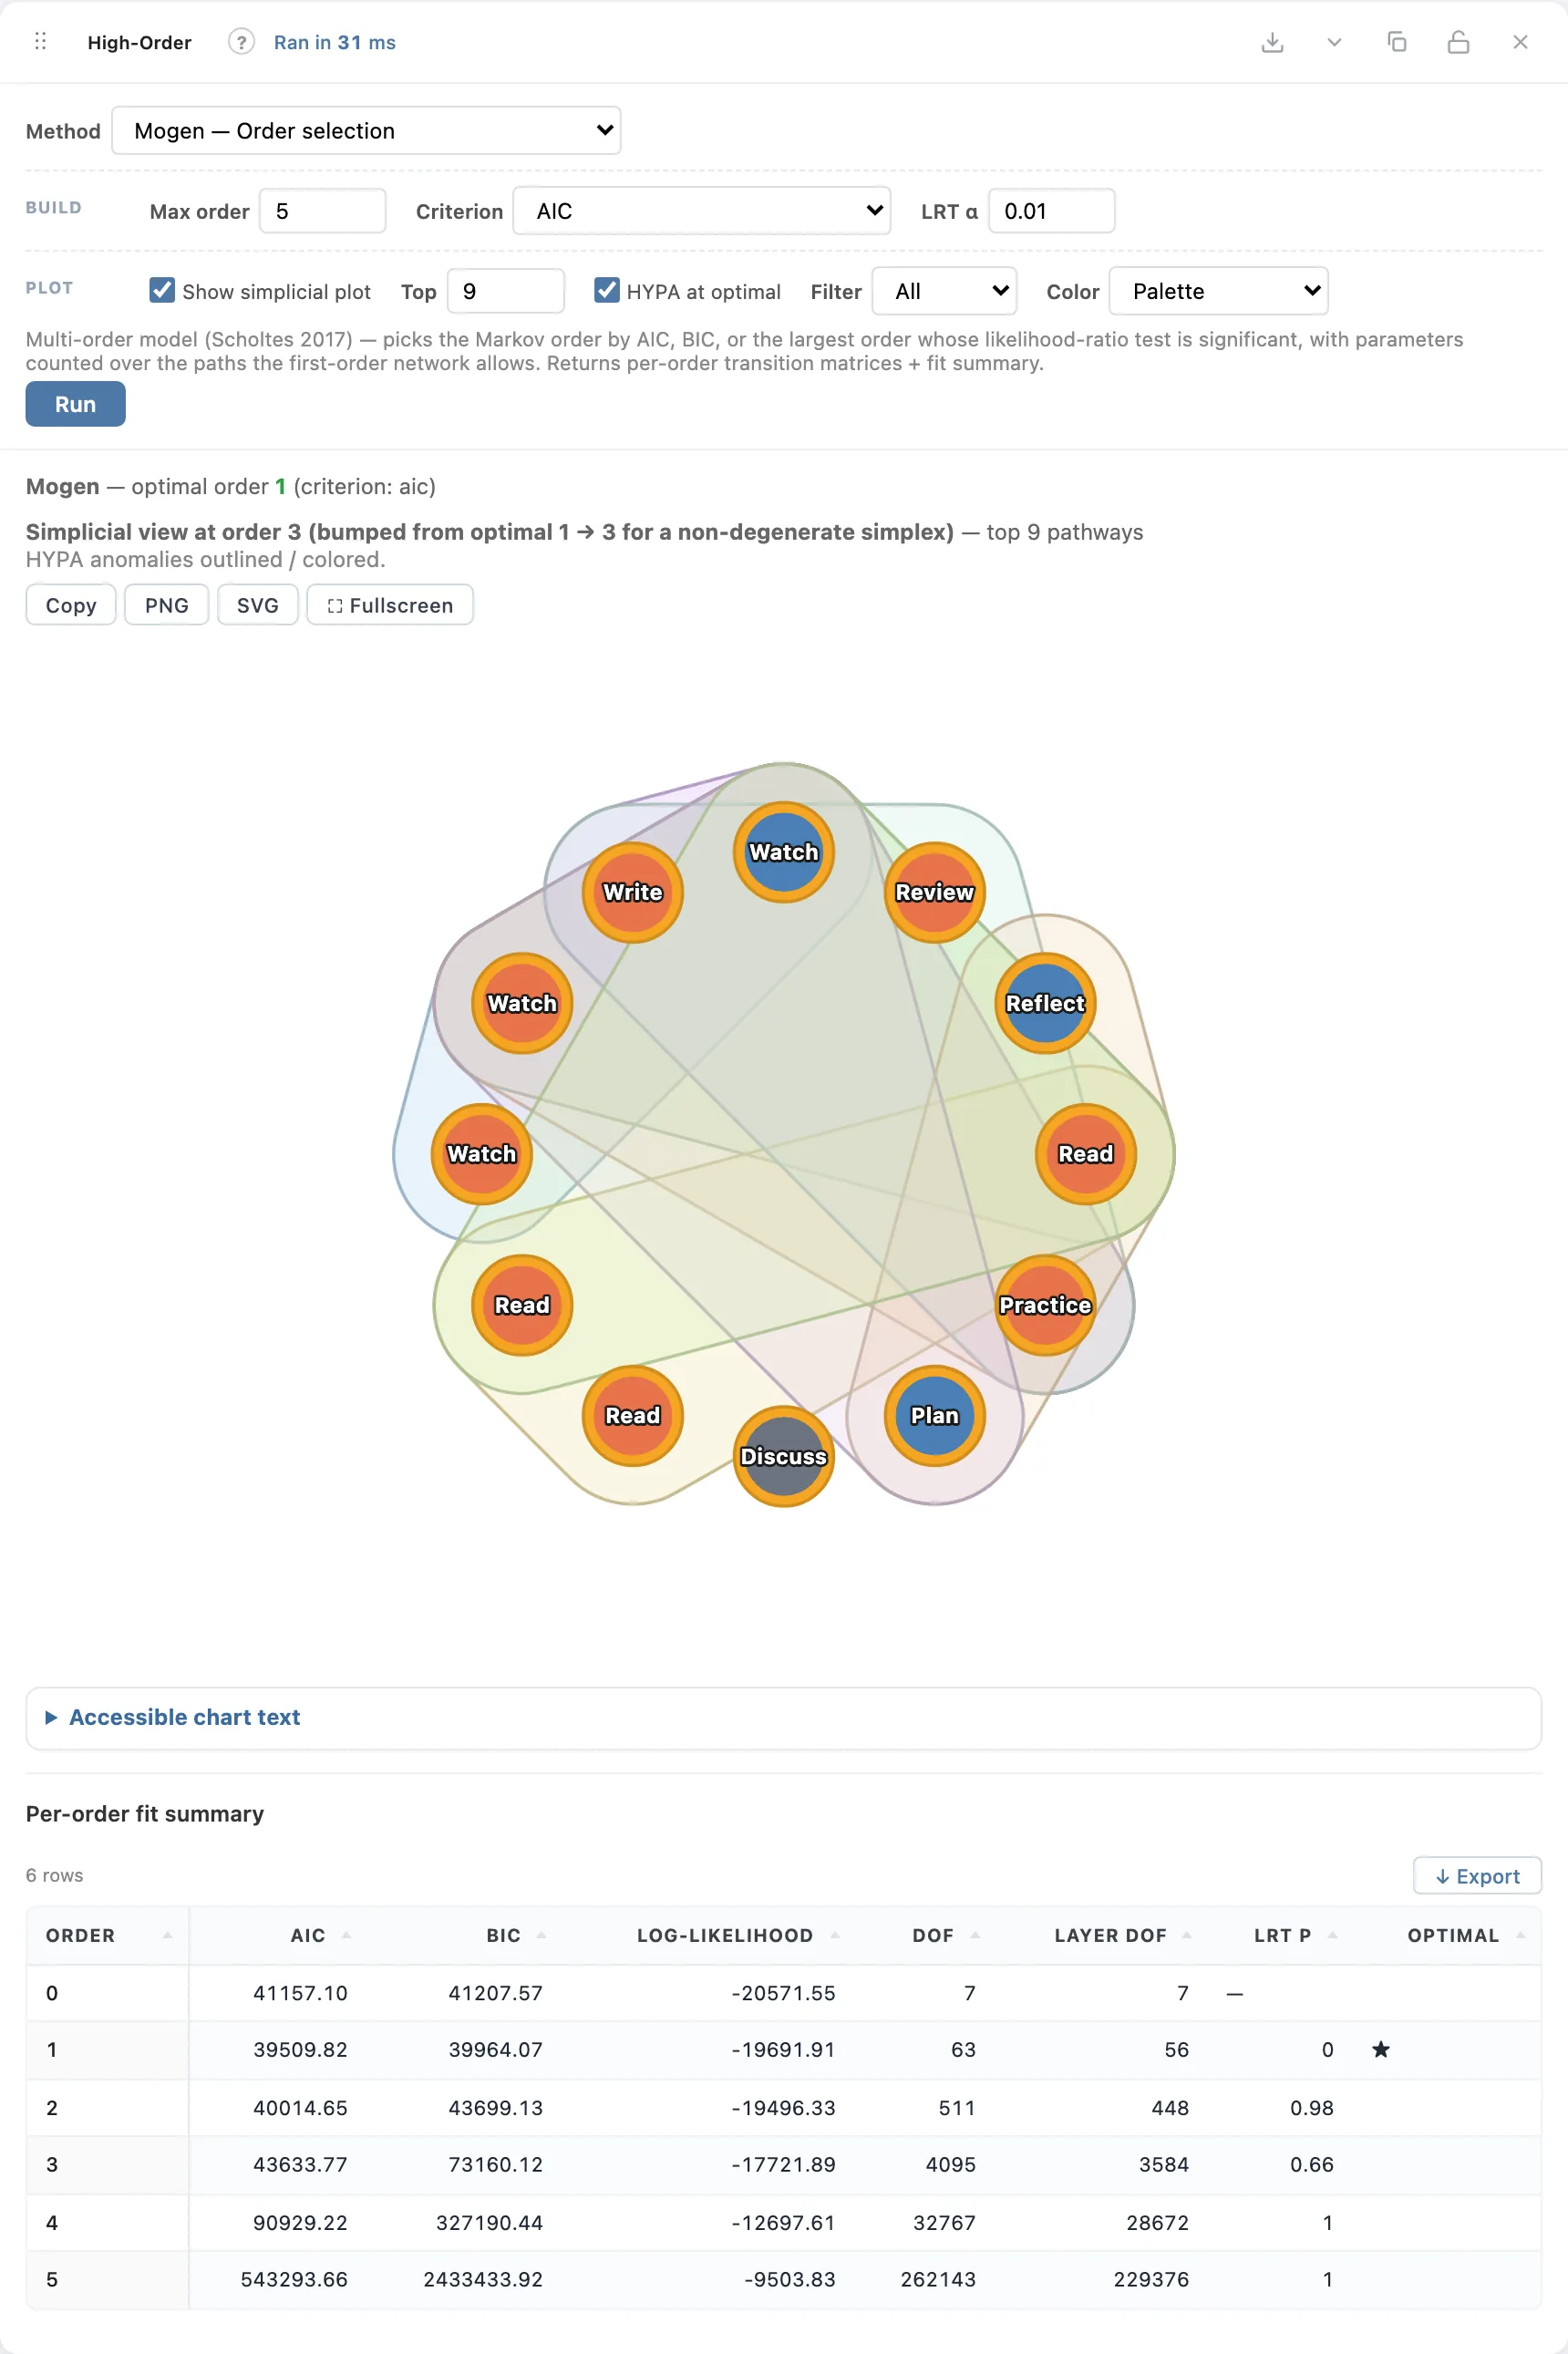 High-Order ? Ran in 31 ms
Method Mogen — Order selection
BUILD Max order 5 Criterion AIC LRT α 0.01
PLOT Show simplicial plot Top 9 HYPA at optimal Filter All Color Palette
Multi-order model (Scholtes 2017) — picks the Markov order by AIC, BIC, or the largest order whose likelihood-ratio test is significant, with parameters
counted over the paths the first-order network allows. Returns per-order transition matrices + fit summary.
Run
Mogen — optimal order 1 (criterion: aic)
Simplicial view at order 3 (bumped from optimal 1 → 3 for a non-degenerate simplex) — top 9 pathways
HYPA anomalies outlined / colored.
Copy PNG SVG Fullscreen
Watch
Write
Review
Watch
Reflect
Watch
Read
Read
Practice
Read
Plan
Discuss
Accessible chart text
Per-order fit summary
6 rows
↓ Export
ORDER AIC BIC LOG-LIKELIHOOD DOF LAYER DOF LRT P OPTIMAL
0 41157.10 41207.57 -20571.55 7 7 —
1 39509.82 39964.07 -19691.91 63 56 0 ★
2 40014.65 43699.13 -19496.33 511 448 0.98
3 43633.77 73160.12 -17721.89 4095 3584 0.66
4 90929.22 327190.44 -12697.61 32767 28672 1
5 543293.66 2433433.92 -9503.83 262143 229376 1